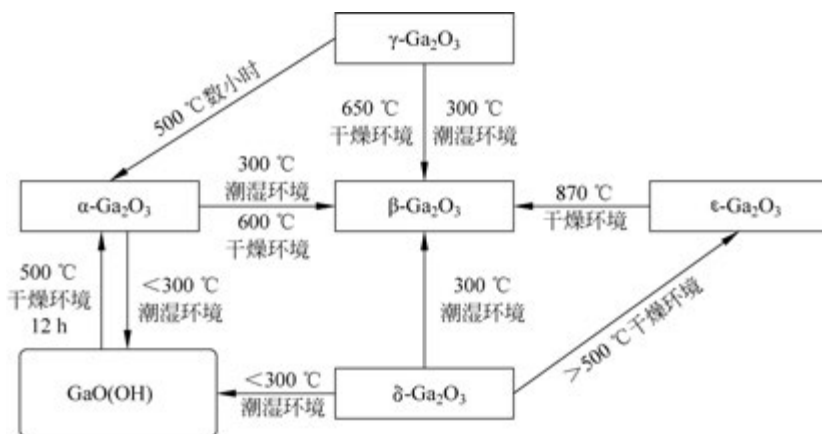 γ-Ga₂O₃
500 ℃数小时
650 ℃
干燥环境
300 ℃
潮湿环境
α-Ga₂O₃
300 ℃
潮湿环境
600 ℃
干燥环境
β-Ga₂O₃
870 ℃
干燥环境
ε-Ga₂O₃
500 ℃
干燥环境
12 h
<300 ℃
潮湿环境
300 ℃
潮湿环境
>500 ℃干燥环境
GaO(OH)
<300 ℃
潮湿环境
δ-Ga₂O₃